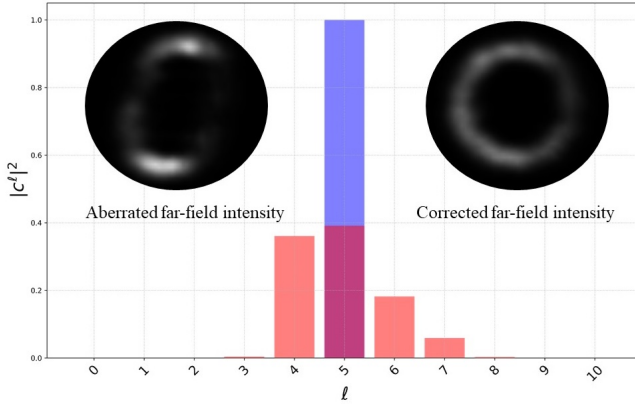 1.0
0.8
0.6
0.4
0.2
0.0
|c^ℓ|²
Aberrated far-field intensity
Corrected far-field intensity
0 1 2 3 4 5 6 7 8 9 10
ℓ